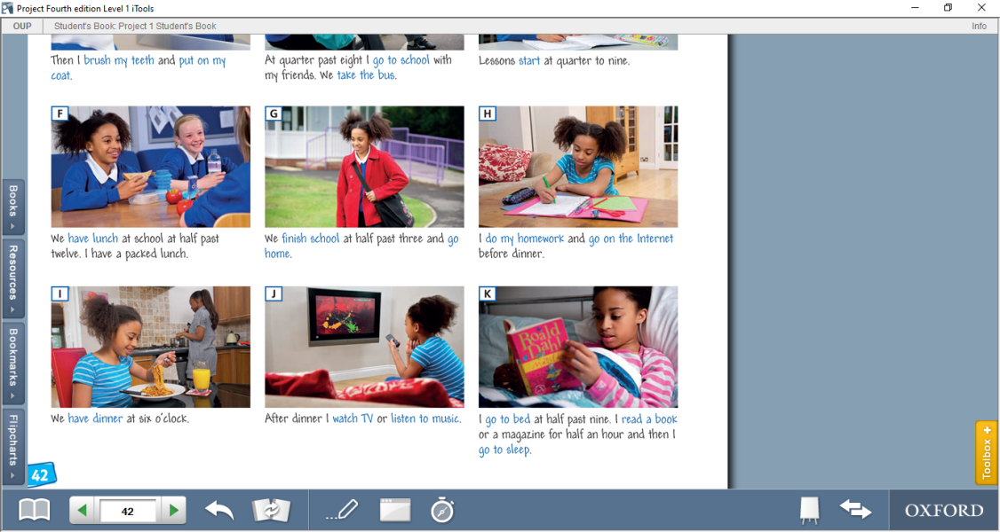 Project Fourth edition Level 1 iTools
OUP
Student's Book: Project 1 Student's Book
Info
Then I brush my teeth and put on my
coat.
At quarter past eight I go to school with
my friends. We take the bus.
Lessons start at quarter to nine.
F
We have lunch at school at half past
twelve. I have a packed lunch.
G
We finish school at half past three and go
home.
H
I do my homework and go on the Internet
before dinner.
I
We have dinner at six o'clock.
J
After dinner I watch TV or listen to music.
K
Roald
Dahl
I go to bed at half past nine. I read a book
or a magazine for half an hour and then I
go to sleep.
42
Books
Resources
Bookmarks
Flipcharts
Toolbox +
42
OXFORD